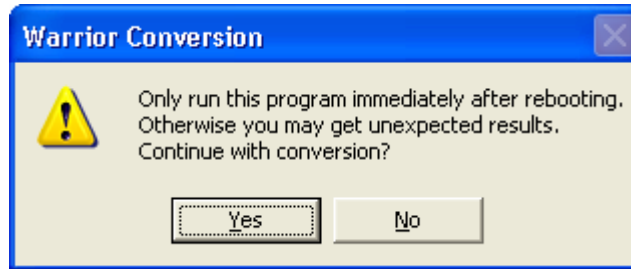 Warrior Conversion
Only run this program immediately after rebooting.
Otherwise you may get unexpected results.
Continue with conversion?
Yes
No